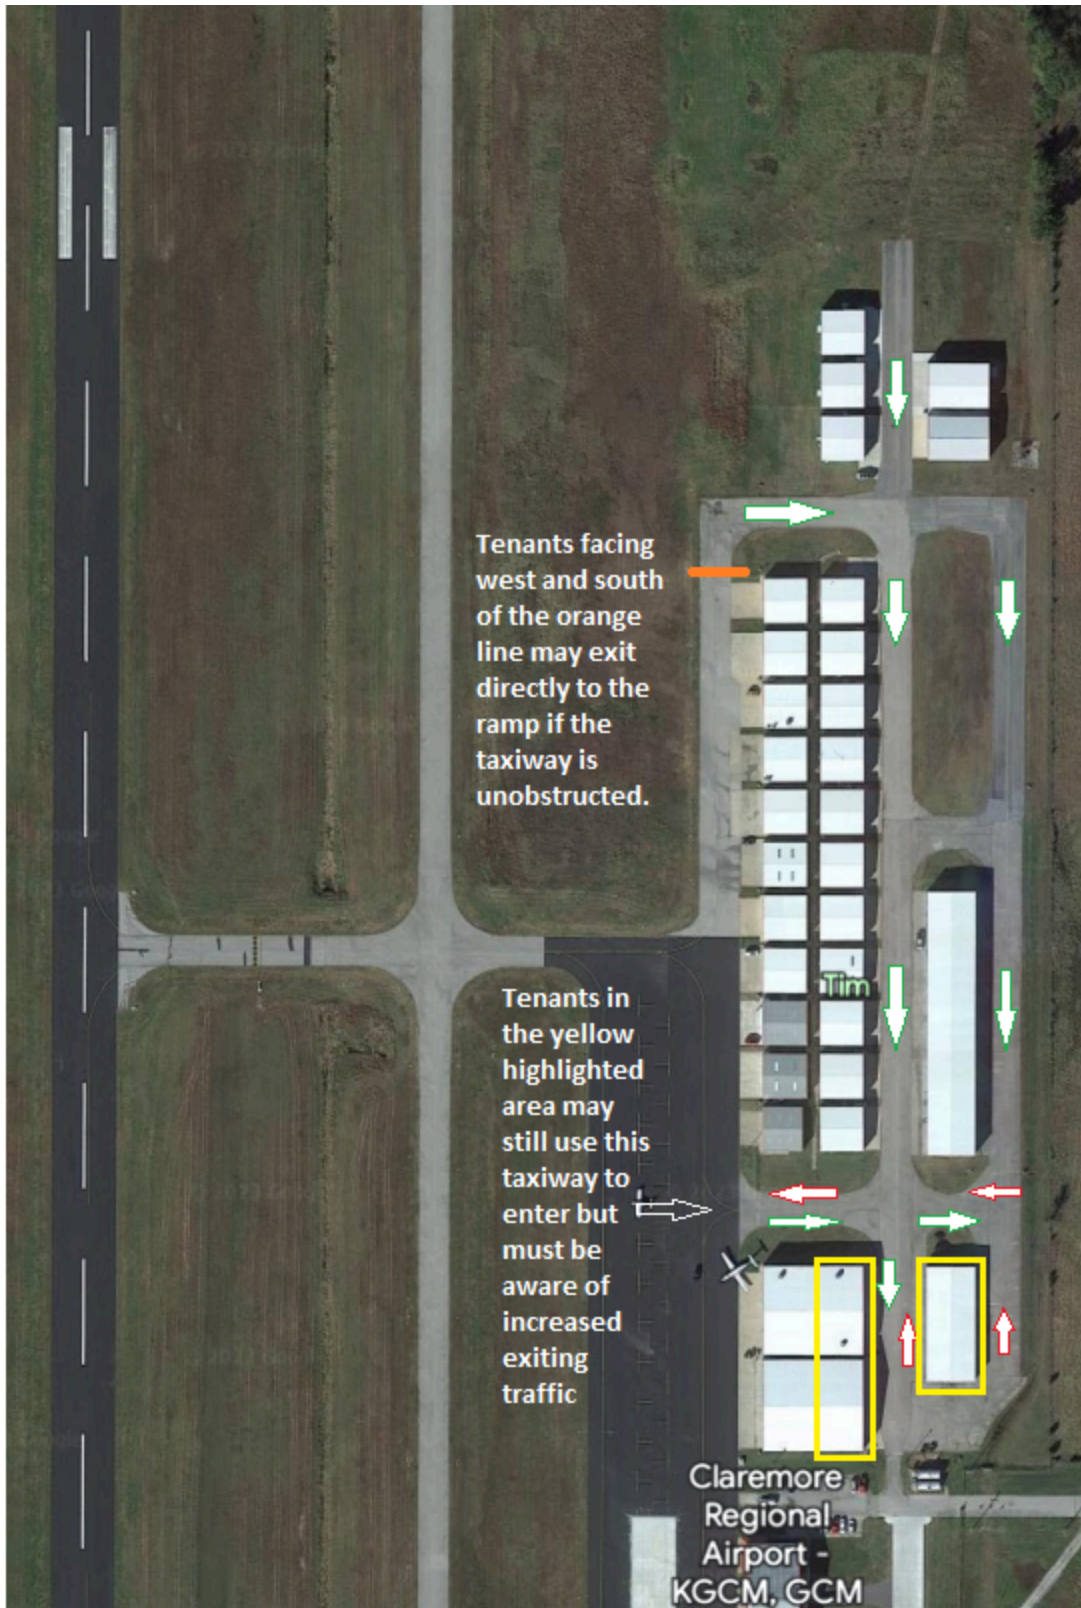 Tenants facing
west and south
of the orange
line may exit
directly to the
ramp if the
taxiway is
unobstructed.
Tim
Tenants in
the yellow
highlighted
area may
still use this
taxiway to
enter but
must be
aware of
increased
exiting
traffic
Claremore
Regional
Airport -
KGCM, GCM